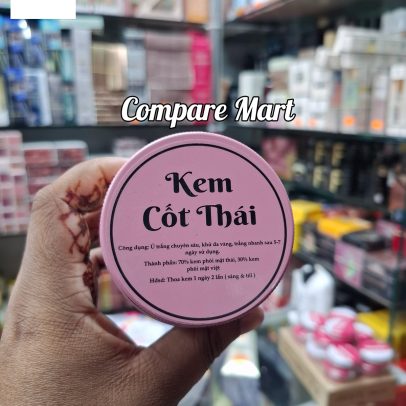 Compare Mart
Kem
Cốt Thái
Công dụng: Ủ trắng chuyên sâu, khử da vàng, trắng nhanh sau 5-7
ngày sử dụng.
Thành phần: 70% kem phôi mặt thái, 30% kem
phôi mặt việt
Hdsd: Thoa kem 1 ngày 2 lần ( sáng & tối )